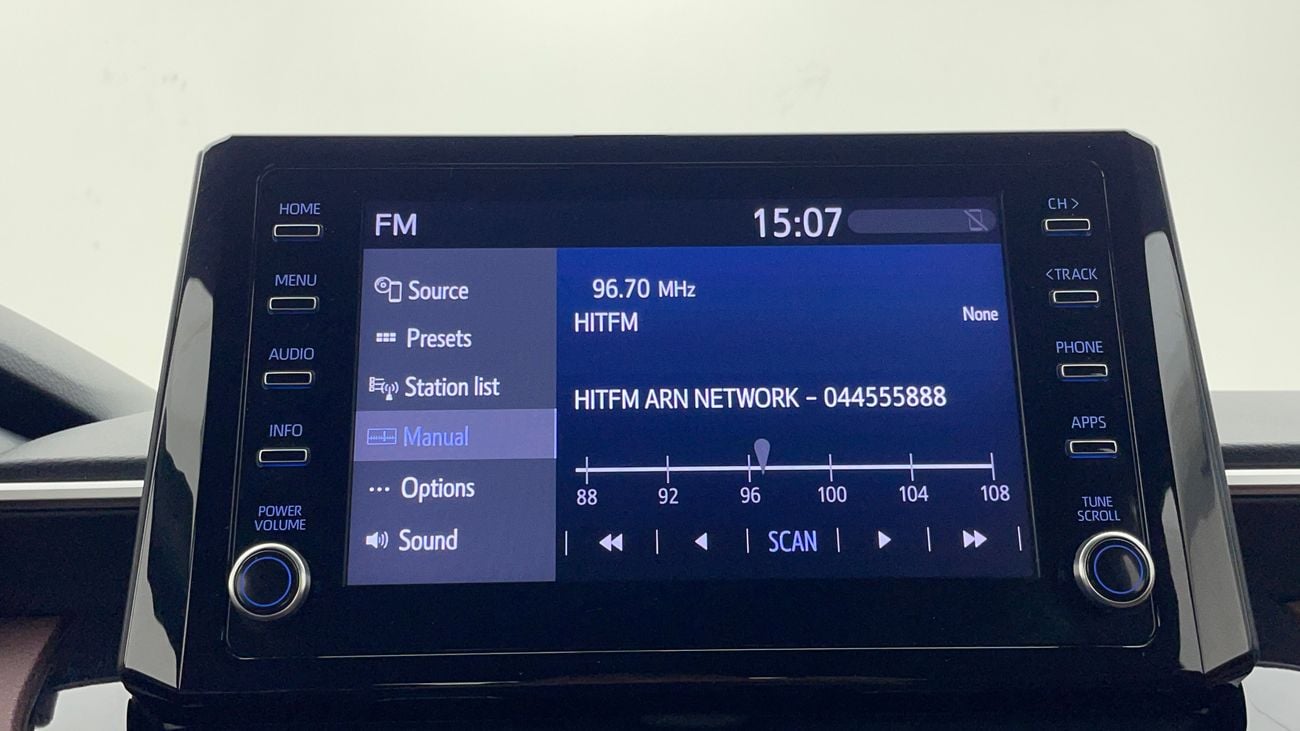 HOME
MENU
AUDIO
INFO
POWER
VOLUME
FM
15:07
Source
Presets
Station list
Manual
Options
Sound
96.70 MHz
HITFM
None
HITFM ARN NETWORK - 044555888
88 92 96 100 104 108
SCAN
CH >
<TRACK
PHONE
APPS
TUNE
SCROLL